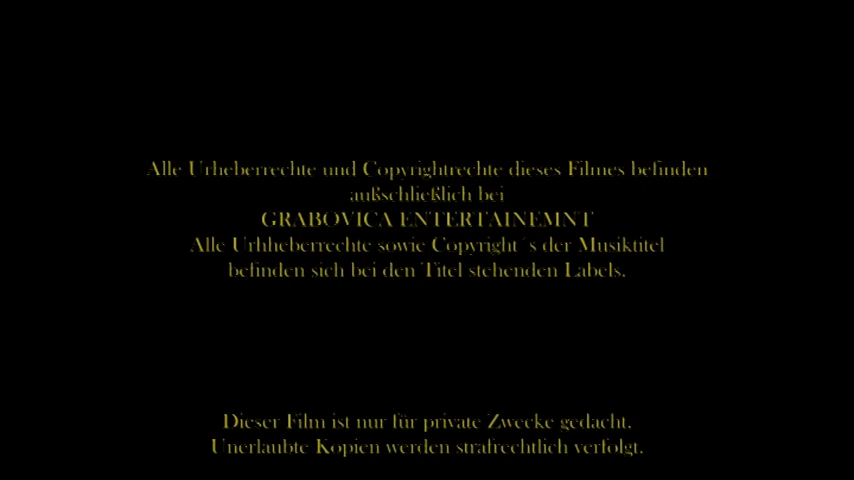 Alle Urheberrechte und Copyrightrechte dieses Filmes befinden
außschließlich bei
GRABOVICA ENTERTAINEMNT
Alle Urhheberrechte sowie Copyright´s der Musiktitel
befinden sich bei den Titel stehenden Labels.
Dieser Film ist nur für private Zwecke gedacht.
Unerlaubte Kopien werden strafrechtlich verfolgt.